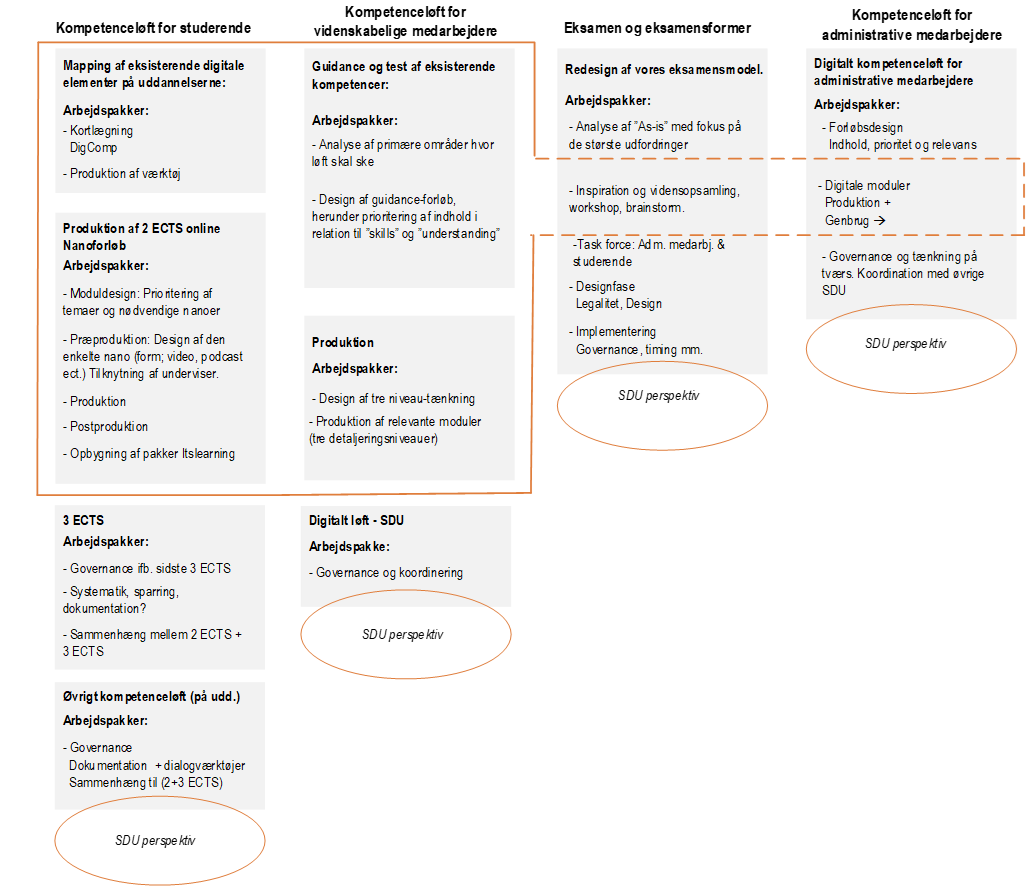 Kompetenceløft for studerende
Mapping af eksisterende digitale
elementer på uddannelserne:
Arbejdspakker:
- Kortlægning
DigComp
- Produktion af værktøj
Produktion af 2 ECTS online
Nanoforløb
Arbejdspakker:
- Moduldesign: Prioritering af
temaer og nødvendige nanoer
- Præproduktion: Design af den
enkelte nano (form; video, podcast
ect.) Tilknytning af underviser.
- Produktion
- Postproduktion
- Opbygning af pakker Itslearning
3 ECTS
Arbejdspakker:
- Governance ifb. sidste 3 ECTS
- Systematik, sparring,
dokumentation?
- Sammenhæng mellem 2 ECTS +
3 ECTS
Øvrigt kompetenceløft (på udd.)
Arbejdspakker:
- Governance
Dokumentation + dialogværktøjer
Sammenhæng til (2+3 ECTS)
SDU perspektiv
Kompetenceløft for
videnskabelige medarbejdere
Guidance og test af eksisterende
kompetencer:
Arbejdspakker:
- Analyse af primære områder hvor
løft skal ske
- Design af guidance-forløb,
herunder prioritering af indhold i
relation til ”skills” og ”understanding”
Produktion
Arbejdspakker:
- Design af tre niveau-tænkning
- Produktion af relevante moduler
(tre detaljeringsniveauer)
Digitalt løft - SDU
Arbejdspakke:
- Governance og koordinering
SDU perspektiv
Eksamen og eksamensformer
Redesign af vores eksamensmodel.
Arbejdspakker:
- Analyse af ”As-is” med fokus på
de største udfordringer
- Inspiration og vidensopsamling,
workshop, brainstorm.
-Task force: Adm. medarbj. &
studerende
- Designfase
Legalitet, Design
- Implementering
Governance, timing mm.
SDU perspektiv
Kompetenceløft for
administrative medarbejdere
Digitalt kompetenceløft for
administrative medarbejdere
Arbejdspakker:
- Forløbsdesign
Indhold, prioritet og relevans
- Digitale moduler
Produktion +
Genbrug →
- Governance og tænkning på
tværs. Koordination med øvrige
SDU
SDU perspektiv